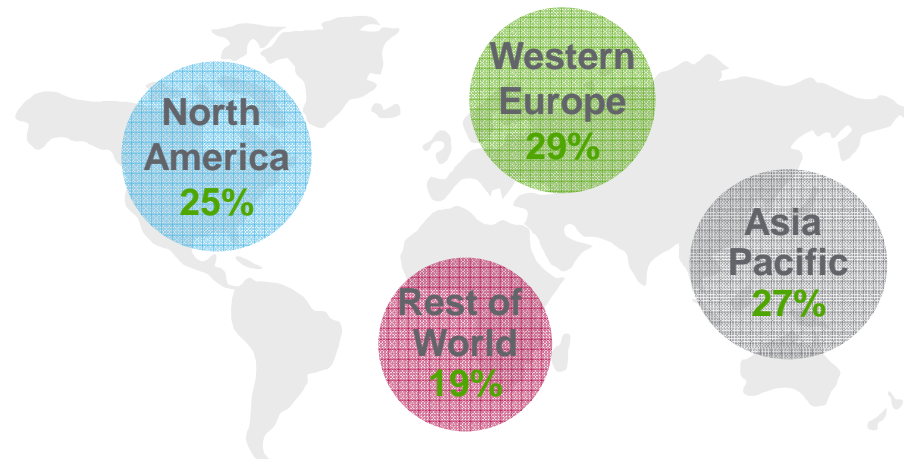 North
America
25%
Western
Europe
29%
Asia
Pacific
27%
Rest of
World
19%